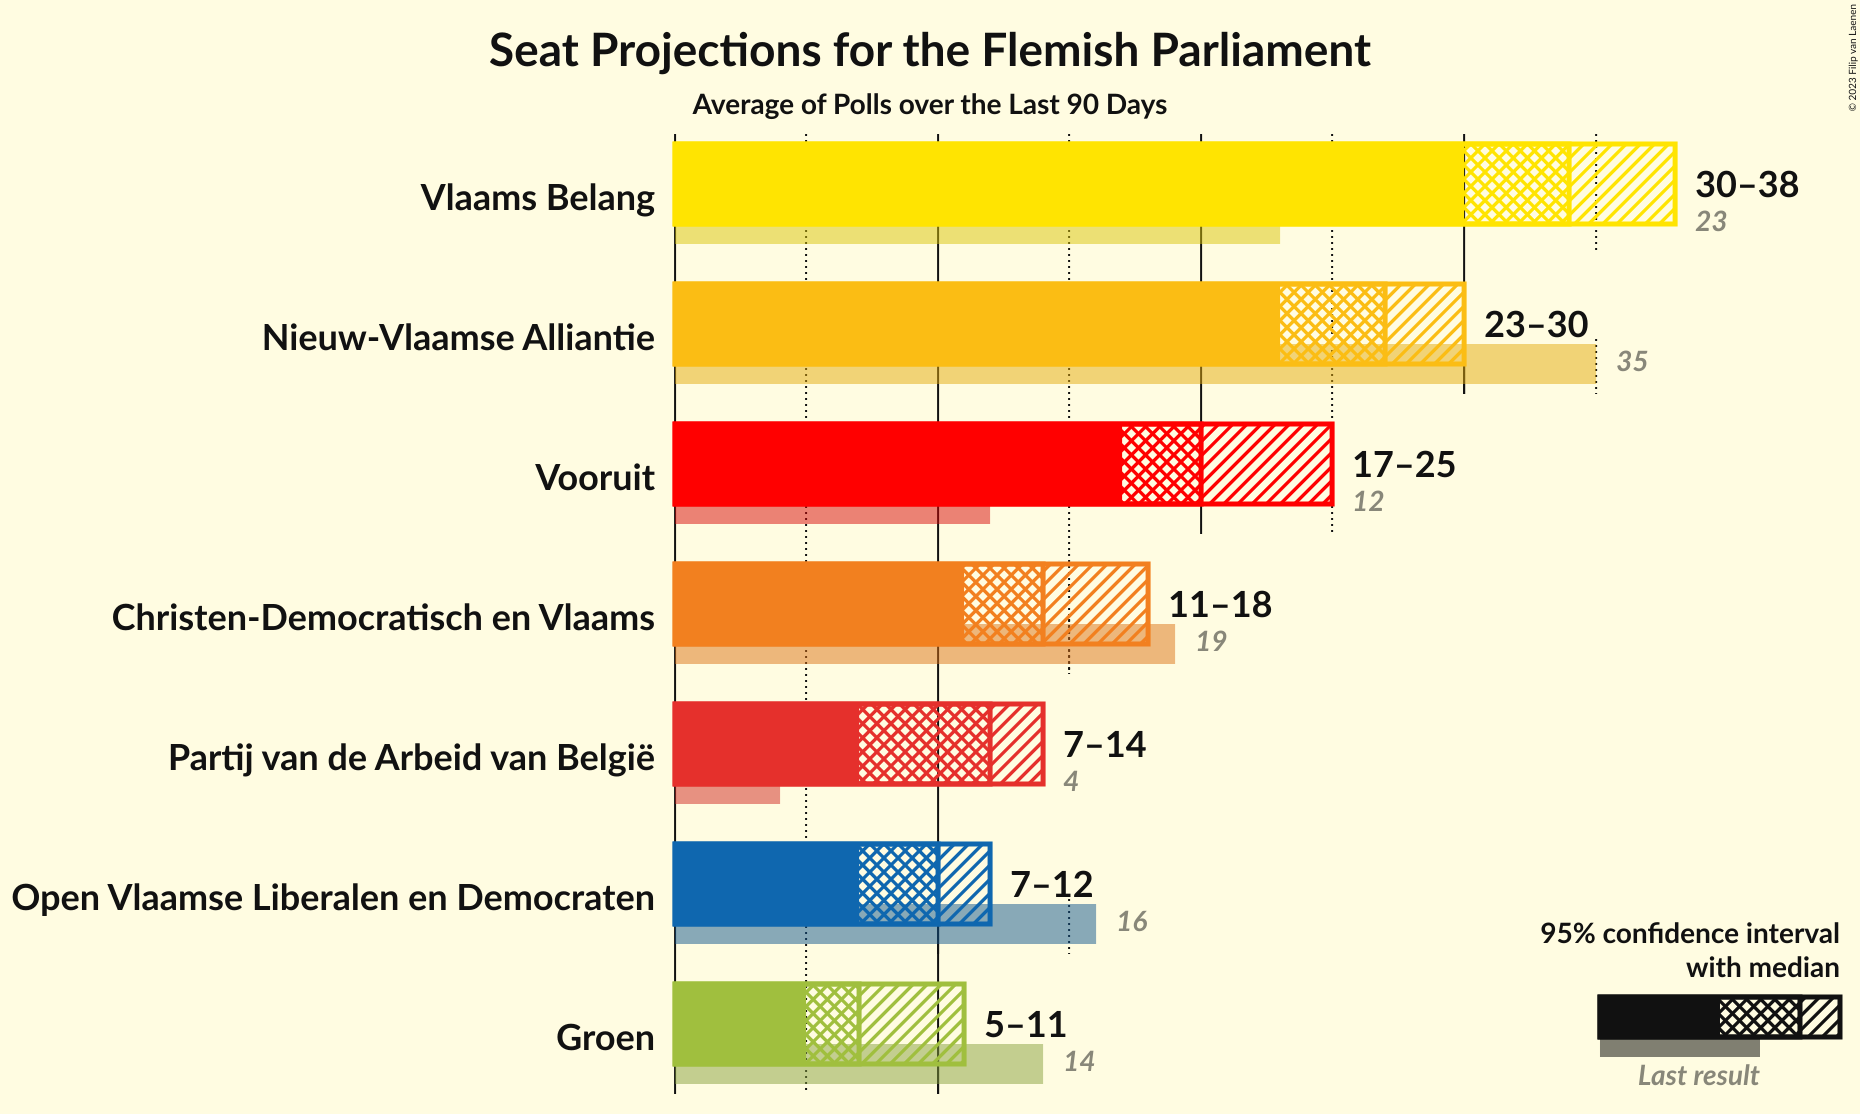 Seat Projections for the Flemish Parliament
Average of Polls over the Last 90 Days
© 2023 Filip van Laenen
Vlaams Belang
30–38
23
Nieuw-Vlaamse Alliantie
23–30
35
Vooruit
17–25
12
Christen-Democratisch en Vlaams
11–18
19
Partij van de Arbeid van België
7–14
4
Open Vlaamse Liberalen en Democraten
7–12
16
Groen
5–11
14
95% confidence interval
with median
Last result